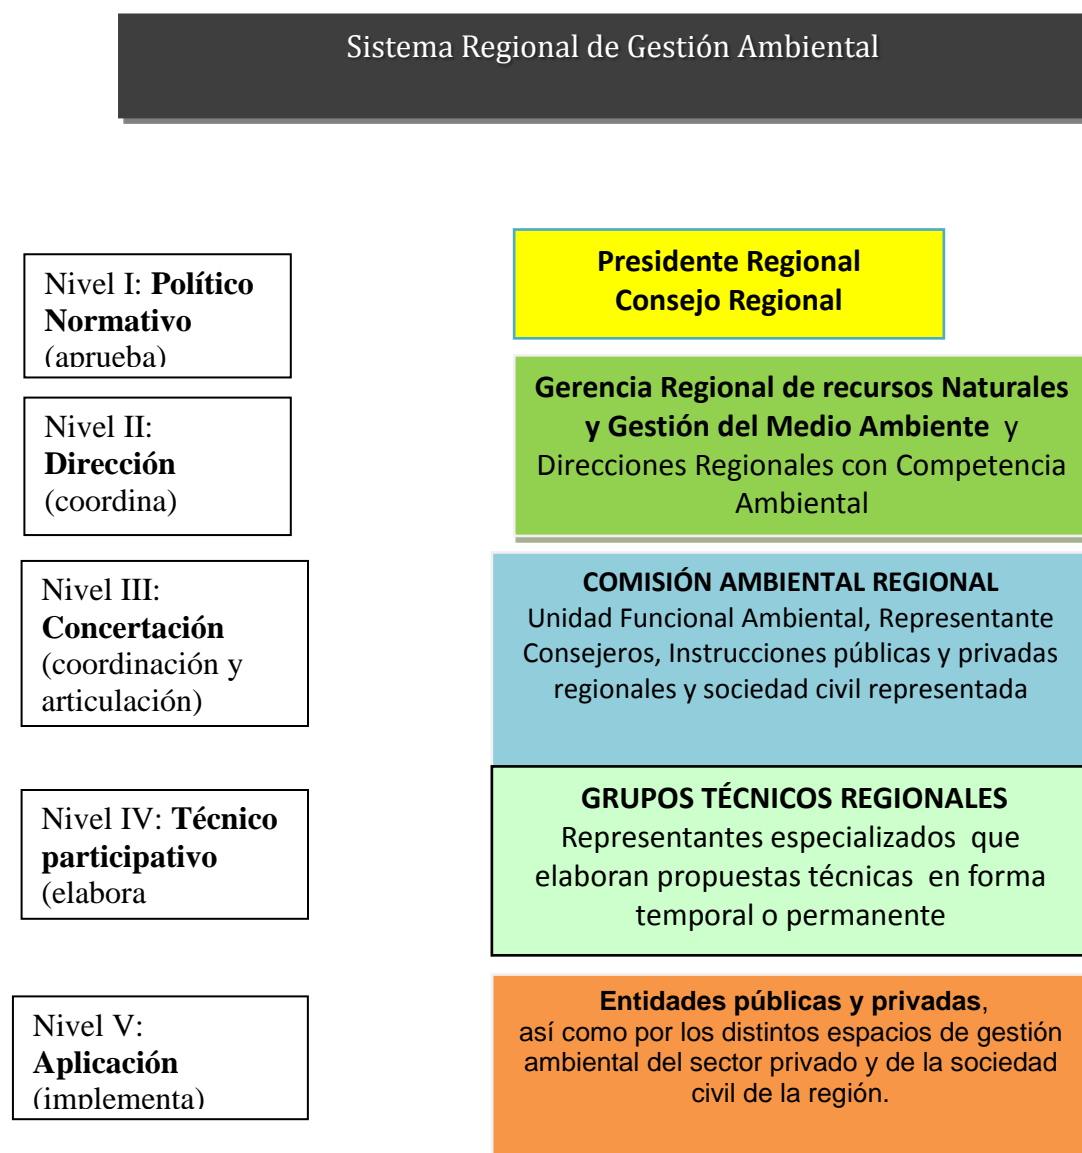 Sistema Regional de Gestión Ambiental
Nivel I: Político
Normativo
(aprueba)
Presidente Regional
Consejo Regional
Nivel II:
Dirección
(coordina)
Gerencia Regional de recursos Naturales
y Gestión del Medio Ambiente y
Direcciones Regionales con Competencia
Ambiental
Nivel III:
Concertación
(coordinación y
articulación)
COMISIÓN AMBIENTAL REGIONAL
Unidad Funcional Ambiental, Representante
Consejeros, Instrucciones públicas y privadas
regionales y sociedad civil representada
Nivel IV: Técnico
participativo
(elabora
GRUPOS TÉCNICOS REGIONALES
Representantes especializados que
elaboran propuestas técnicas en forma
temporal o permanente
Nivel V:
Aplicación
(implementa)
Entidades públicas y privadas,
así como por los distintos espacios de gestión
ambiental del sector privado y de la sociedad
civil de la región.